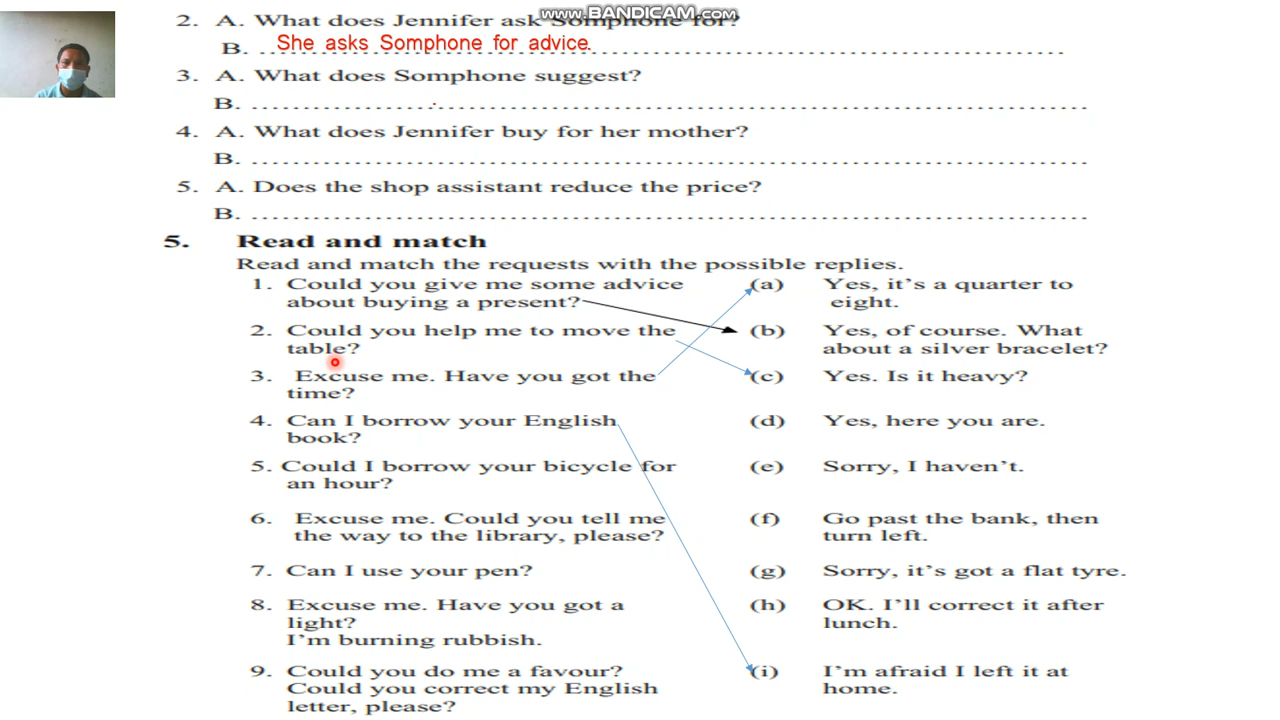 www.BANDICAM.com
2. A. What does Jennifer ask Somphone for?
B. She asks Somphone for advice.
3. A. What does Somphone suggest?
B. ........................................................
4. A. What does Jennifer buy for her mother?
B. ........................................................
5. A. Does the shop assistant reduce the price?
B. ........................................................
5. Read and match
Read and match the requests with the possible replies.
1. Could you give me some advice
about buying a present?
(a) Yes, it's a quarter to
eight.
2. Could you help me to move the
table?
(b) Yes, of course. What
about a silver bracelet?
3. Excuse me. Have you got the
time?
(c) Yes. Is it heavy?
4. Can I borrow your English
book?
(d) Yes, here you are.
5. Could I borrow your bicycle for
an hour?
(e) Sorry, I haven't.
6. Excuse me. Could you tell me
the way to the library, please?
(f) Go past the bank, then
turn left.
7. Can I use your pen?
(g) Sorry, it's got a flat tyre.
8. Excuse me. Have you got a
light?
I'm burning rubbish.
(h) OK. I'll correct it after
lunch.
9. Could you do me a favour?
Could you correct my English
letter, please?
(i) I'm afraid I left it at
home.